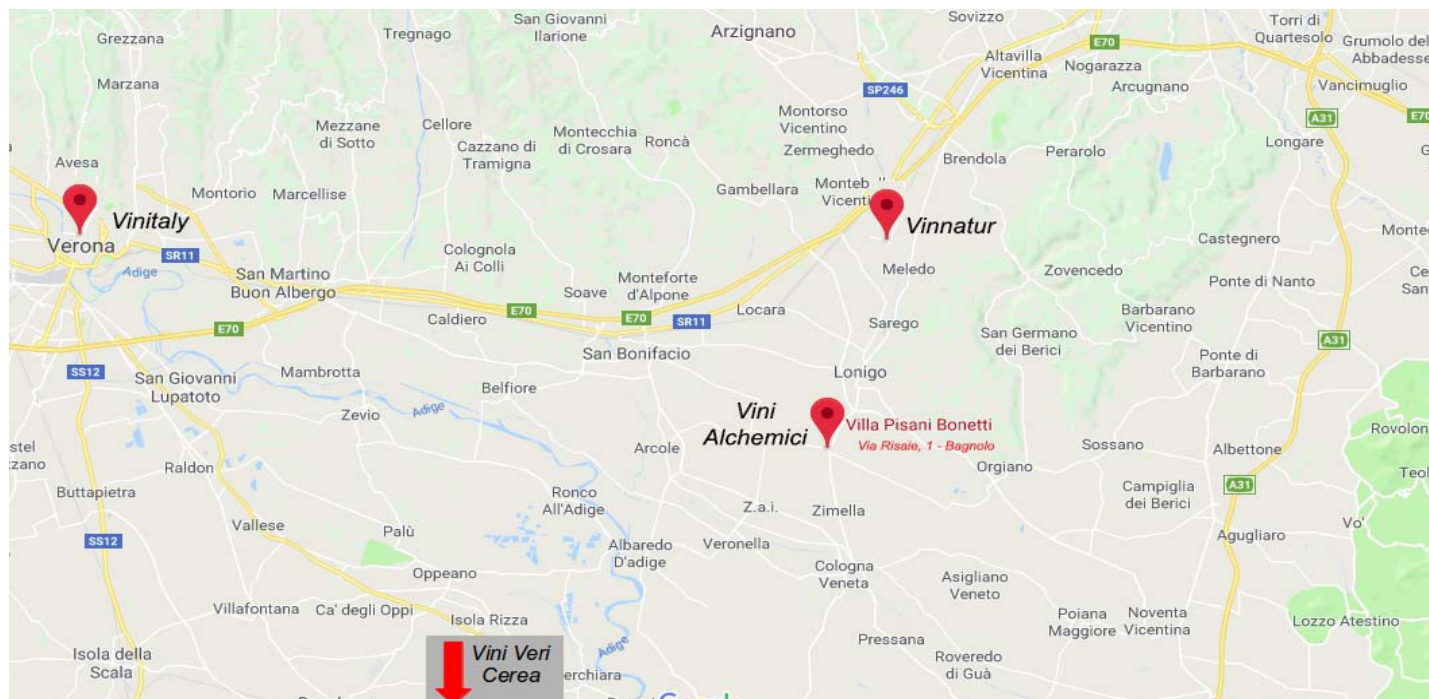 San Giovanni
Ilarione
Sovizzo
Torri di
Quartesolo
Grezzana
Tregnago
Arzignano
E70
Grumolo del
Abbadesse
Altavilla
Vicentina
Nogarazza
Marzana
SP246
Arcugnano
Vancimuglio
Montorso
Vicentino
A31
E70
Mezzane
di Sotto
Cellore
Montecchia
di Crosara
Roncà
Zermeghedo
Brendola
Perarolo
Longare
Cazzano di
Tramigna
Avesa
Montorio
Marcellise
Gambellara
Vinitaly
Vinnatur
Verona
SR11
Castegnero
Colognola
Ai Colli
Adige
San Martino
Buon Albergo
Monteforte
d'Alpone
Meledo
Zovencedo
Ponte di Nanto
Soave
E70
E70
SR11
Locara
Caldiero
Sarego
Barbarano
Vicentino
E70
San Bonifacio
San Germano
dei Berici
A31
SS12
Mambrotta
Lonigo
Ponte di
Barbarano
San Giovanni
Lupatoto
Belfiore
Zevio
Adige
Vini
Alchemici
Villa Pisani Bonetti
Via Risaie, 1 - Bagnolo
Rovolon
Arcole
Sossano
Albettone
Raldon
Orgiano
Buttapietra
Ronco
All'Adige
Campiglia
dei Berici
A31
Vallese
Palù
Z.a.i.
Zimella
Vo'
SS12
Albaredo
D'adige
Veronella
Agugliaro
Oppeano
Cologna
Veneta
Asigliano
Veneto
Villafontana
Ca' degli Oppi
Isola Rizza
Poiana
Maggiore
Noventa
Vicentina
Lozzo Atestino
Adige
Pressana
Isola della
Scala
Vini Veri
Cerea
Roveredo
di Guà